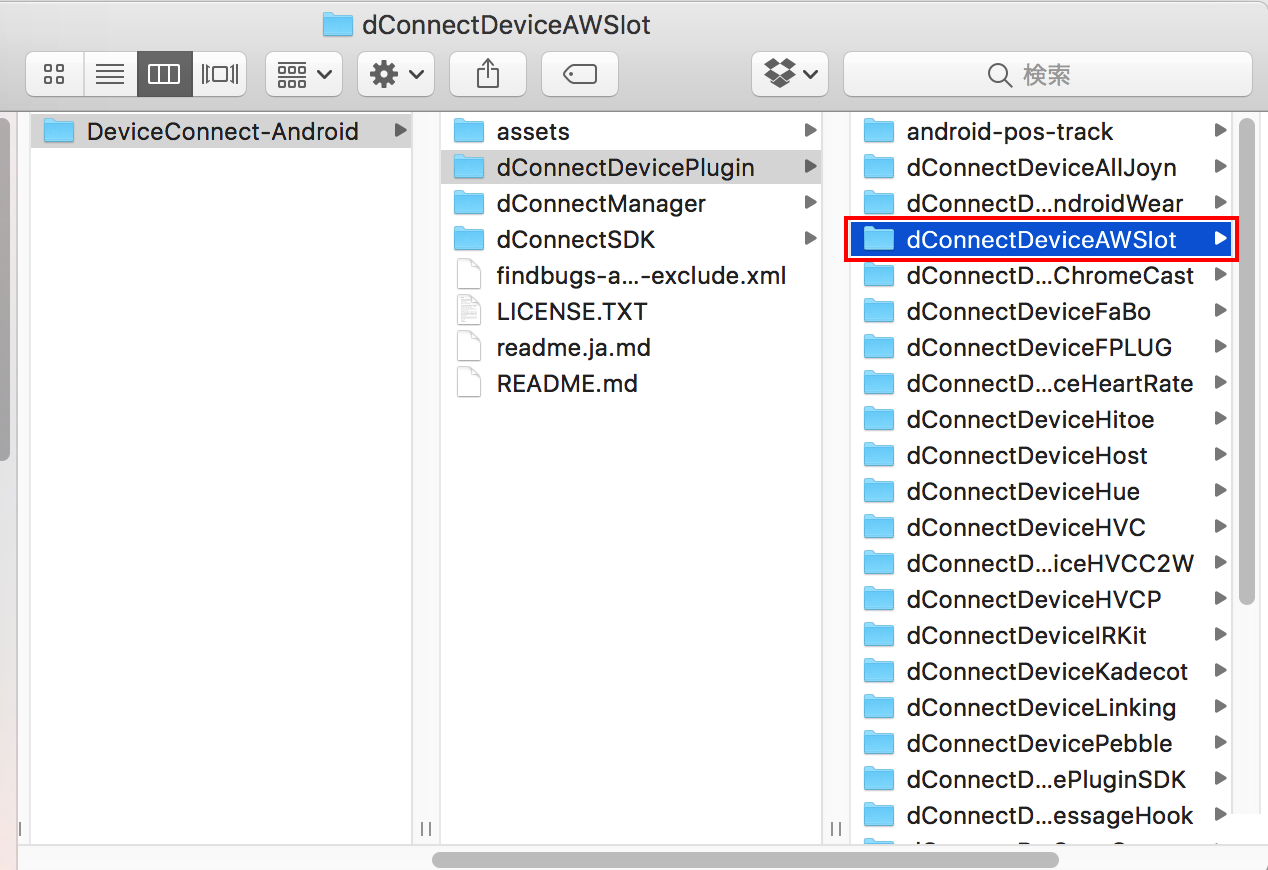 dConnectDeviceAWSlot
検索
DeviceConnect-Android
assets
dConnectDevicePlugin
dConnectManager
dConnectSDK
findbugs-a...-exclude.xml
LICENSE.TXT
readme.ja.md
README.md
android-pos-track
dConnectDeviceAllJoyn
dConnectD...ndroidWear
dConnectDeviceAWSlot
dConnectD...ChromeCast
dConnectDeviceFaBo
dConnectDeviceFPLUG
dConnectD...ceHeartRate
dConnectDeviceHitoe
dConnectDeviceHost
dConnectDeviceHue
dConnectDeviceHVC
dConnectD...iceHVCC2W
dConnectDeviceHVCP
dConnectDeviceIRKit
dConnectDeviceKadecot
dConnectDeviceLinking
dConnectDevicePebble
dConnectD...ePluginSDK
dConnectD...essageHook